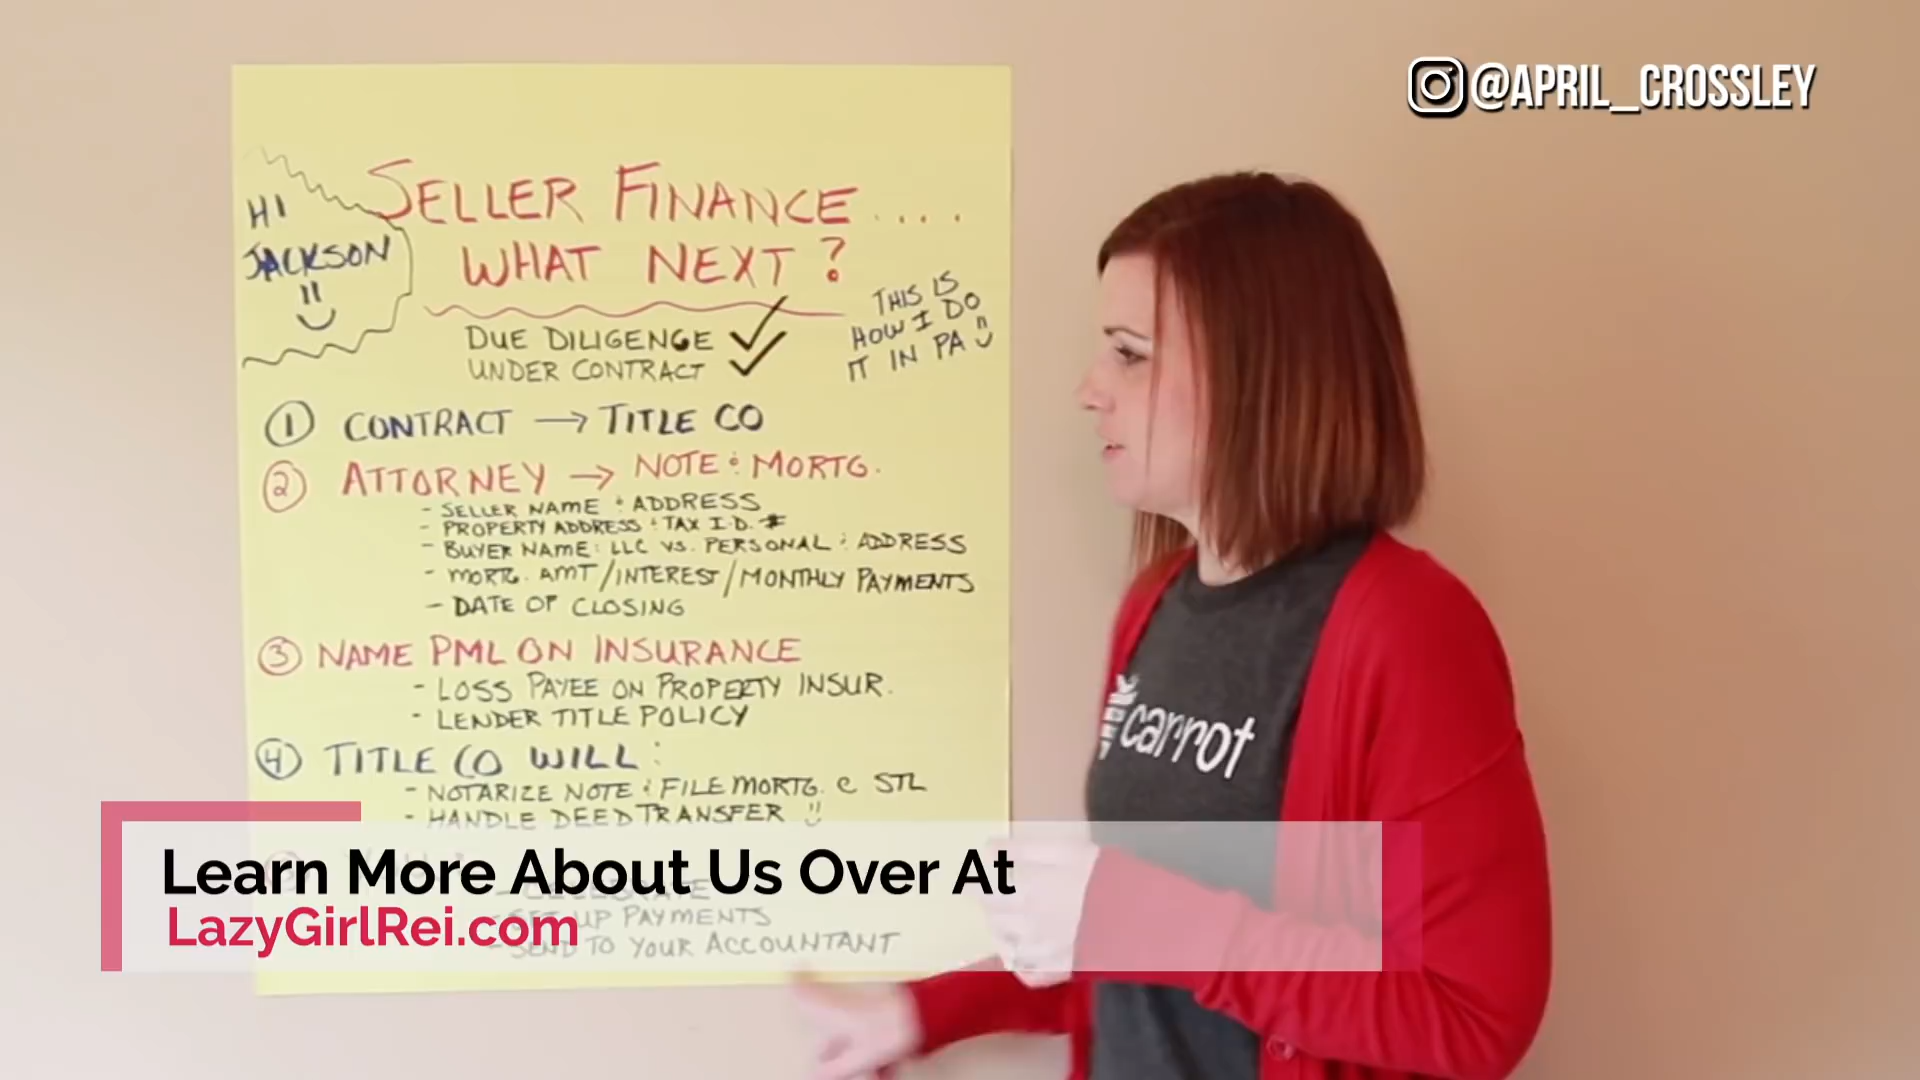 @APRIL_CROSSLEY
HI
JACKSON
SELLER FINANCE....
WHAT NEXT?
DUE DILIGENCE
UNDER CONTRACT
THIS IS
HOW I DO
IT IN PA
① CONTRACT → TITLE CO
② ATTORNEY → NOTE & MORTG.
- SELLER NAME & ADDRESS
- PROPERTY ADDRESS & TAX I.D. #
- BUYER NAME: LLC VS. PERSONAL & ADDRESS
- MORTG. AMT/INTEREST/MONTHLY PAYMENTS
- DATE OF CLOSING
③ NAME PML ON INSURANCE
- LOSS PAYEE ON PROPERTY INSUR.
- LENDER TITLE POLICY
④ TITLE CO WILL:
- NOTARIZE NOTE & FILE MORTG. @ STL
- HANDLE DEED TRANSFER
- CELEBRATE
- SET UP PAYMENTS
- SEND TO YOUR ACCOUNTANT
carrot
Learn More About Us Over At
LazyGirlRei.com